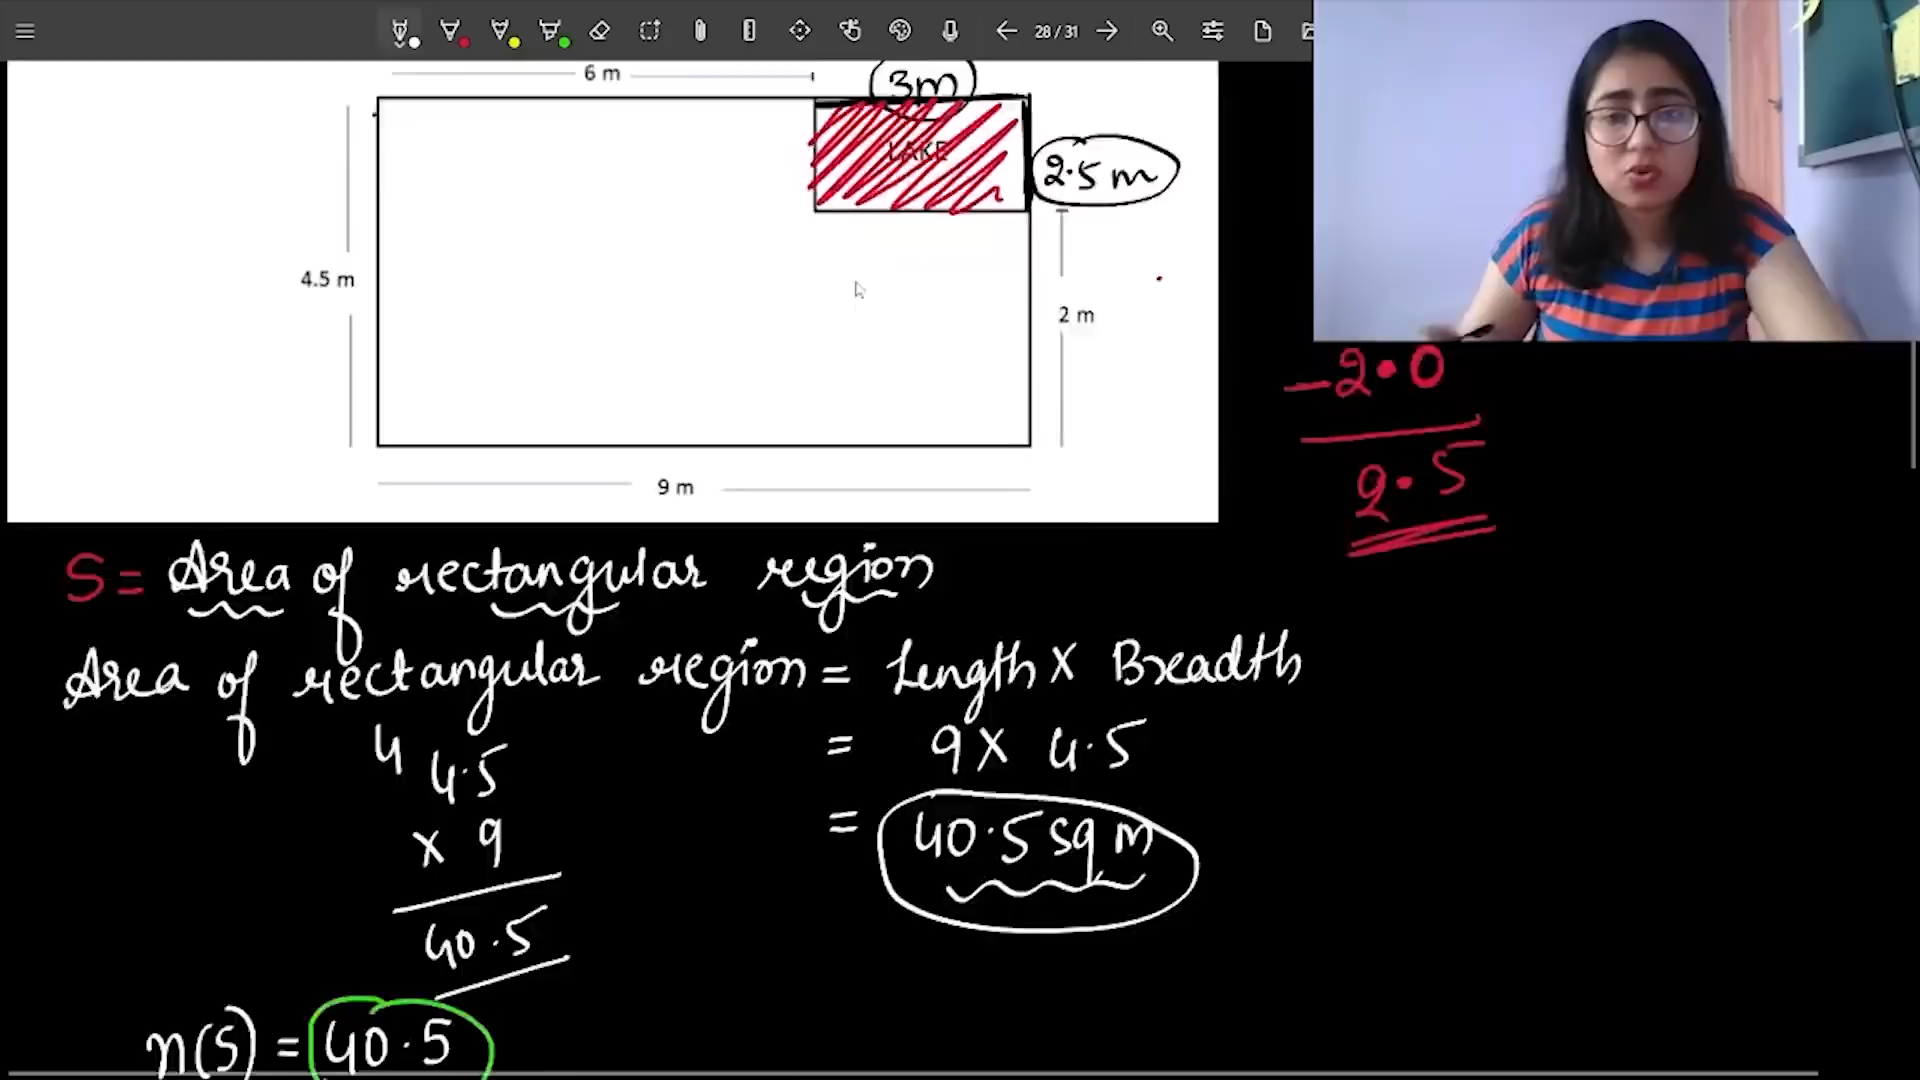 28 / 31
6 m
3m
LAKE
2.5 m
4.5 m
2 m
9 m
-2.0
2.5
S = Area of rectangular region
Area of rectangular region = Length X Breadth
= 9 X 4.5
= 40.5 sq m
4
4.5
X 9
40.5
n(S) = 40.5